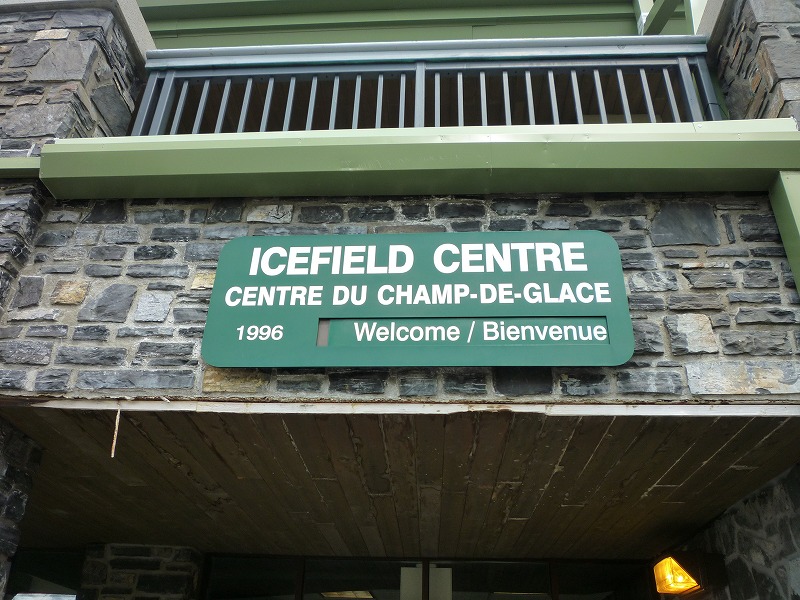 ICEFIELD CENTRE
CENTRE DU CHAMP-DE-GLACE
1996 Welcome / Bienvenue